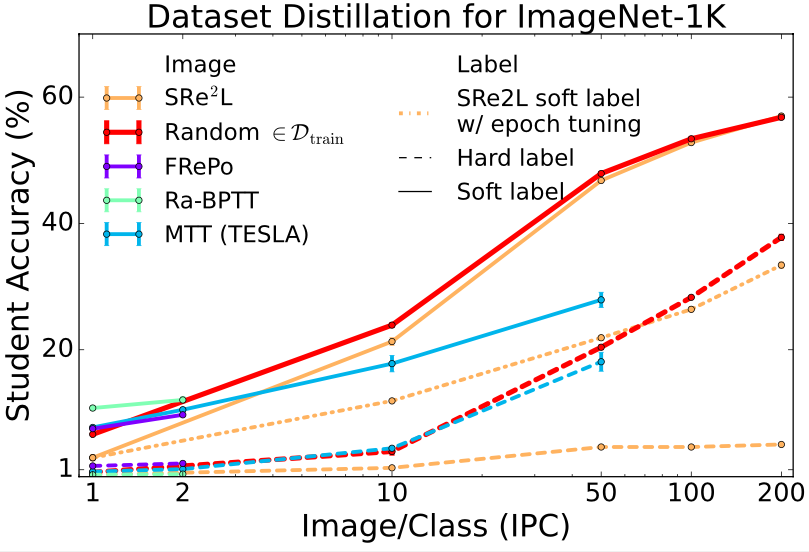 Dataset Distillation for ImageNet-1K
Student Accuracy (%)
60
40
20
1
Image
SRe²L
Random ∈ 𝒟train
FRePo
Ra-BPTT
MTT (TESLA)
Label
SRe2L soft label
w/ epoch tuning
Hard label
Soft label
1 2 10 50 100 200
Image/Class (IPC)